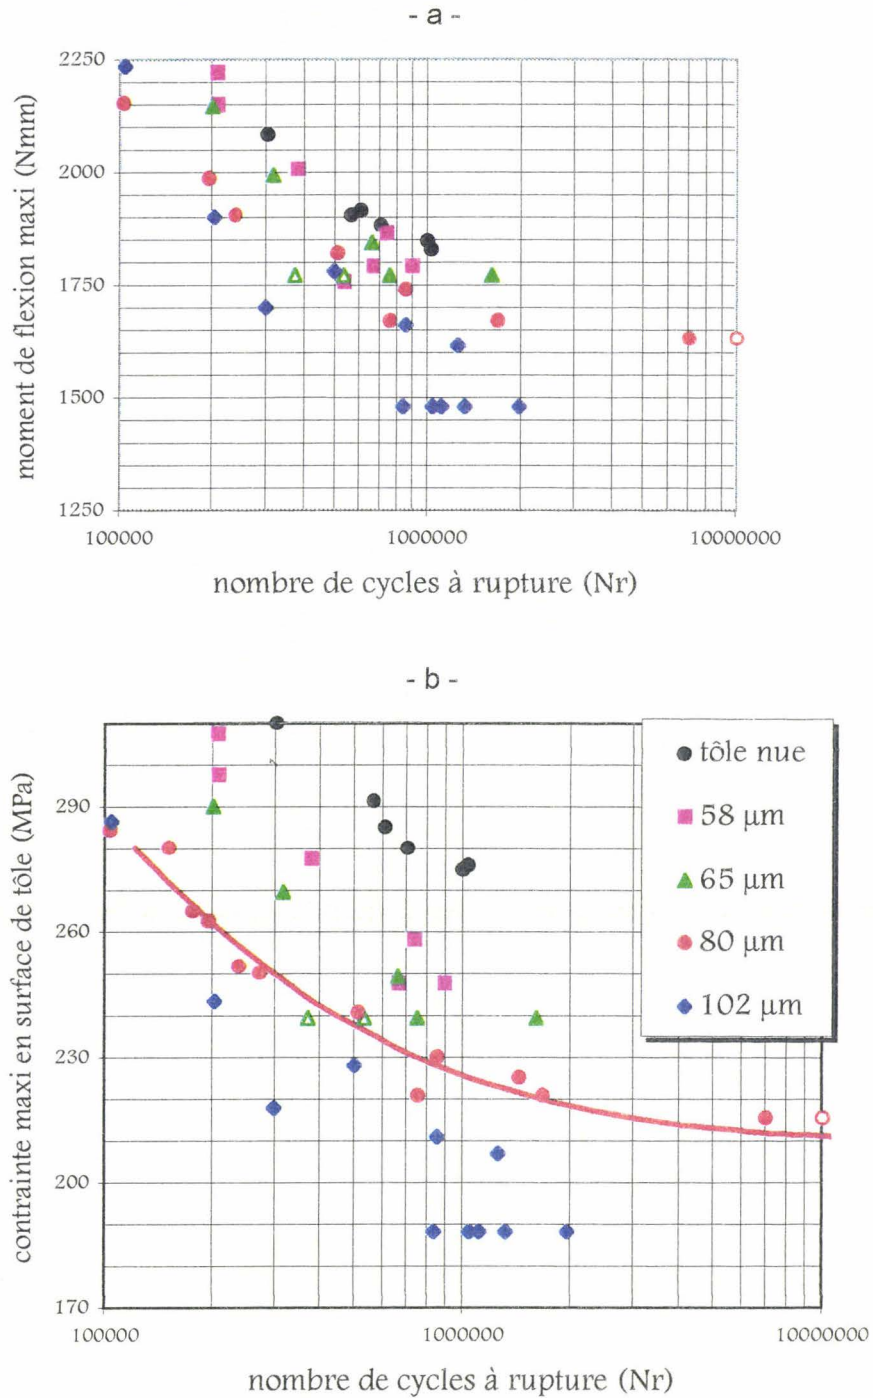 - a -
moment de flexion maxi (Nmm)
2250
2000
1750
1500
1250
100000 1000000 10000000
nombre de cycles à rupture (Nr)
- b -
contrainte maxi en surface de tôle (MPa)
290
260
230
200
170
tôle nue
58 µm
65 µm
80 µm
102 µm
100000 1000000 10000000
nombre de cycles à rupture (Nr)